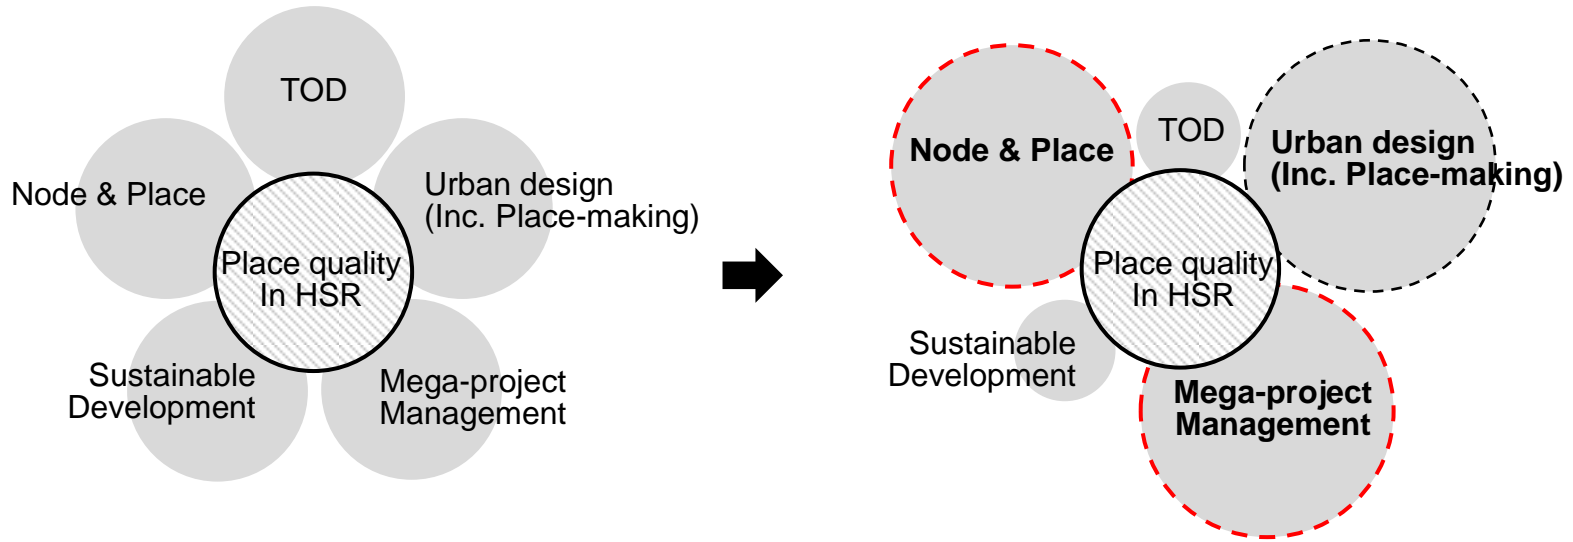 TOD
Node & Place
Urban design
(Inc. Place-making)
Place quality
In HSR
Sustainable
Development
Mega-project
Management
TOD
Node & Place
Urban design
(Inc. Place-making)
Place quality
In HSR
Sustainable
Development
Mega-project
Management